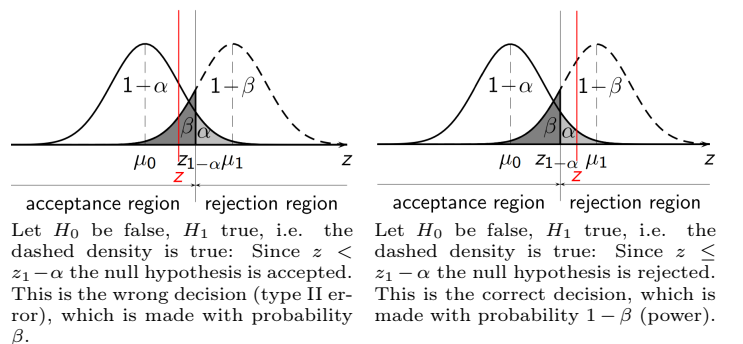 1−α 1−β
β α
μ0 z1−α μ1 z
z
acceptance region rejection region
Let H0 be false, H1 true, i.e. the
dashed density is true: Since z <
z1−α the null hypothesis is accepted.
This is the wrong decision (type II er-
ror), which is made with probability
β.
1−α 1−β
β α
μ0 z1−α μ1 z
z
acceptance region rejection region
Let H0 be false, H1 true, i.e. the
dashed density is true: Since z ≤
z1−α the null hypothesis is rejected.
This is the correct decision, which is
made with probability 1−β (power).